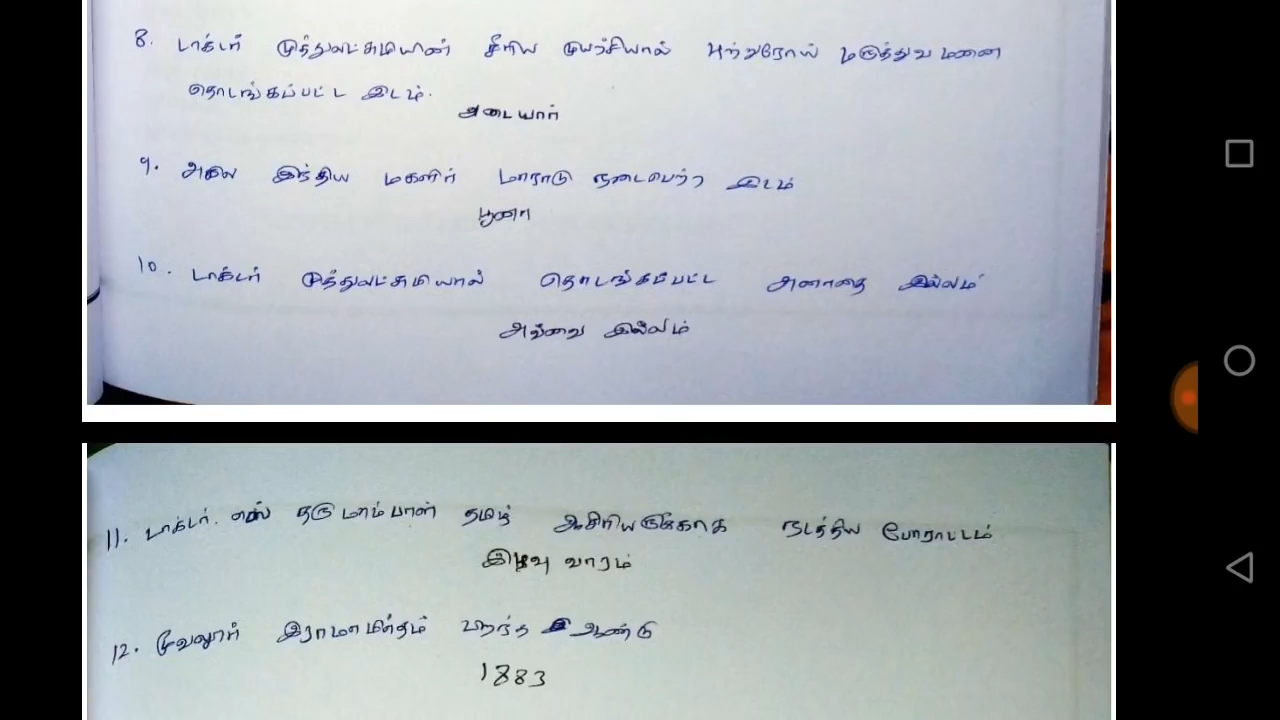 8. டாக்டர் முத்துலட்சுமியின் சீரிய முயற்சியால் புற்றுநோய் மருத்துவ மனை
தொடங்கப்பட்ட இடம்.
அடையார்
9. அகில இந்திய மகளிர் மாநாடு நடைபெற்ற இடம்
பூனா
10. டாக்டர் முத்துலட்சுமியால் தொடங்கப்பட்ட அனாதை இல்லம்
அவ்வை இல்லம்
11. டாக்டர். எஸ் தருமாம்பாள் தமிழ் ஆசிரியருக்காக நடத்திய போராட்டம்
இழவு வாரம்
12. மூவலூர் இராமாமிர்தம் பிறந்த ஆண்டு
1883